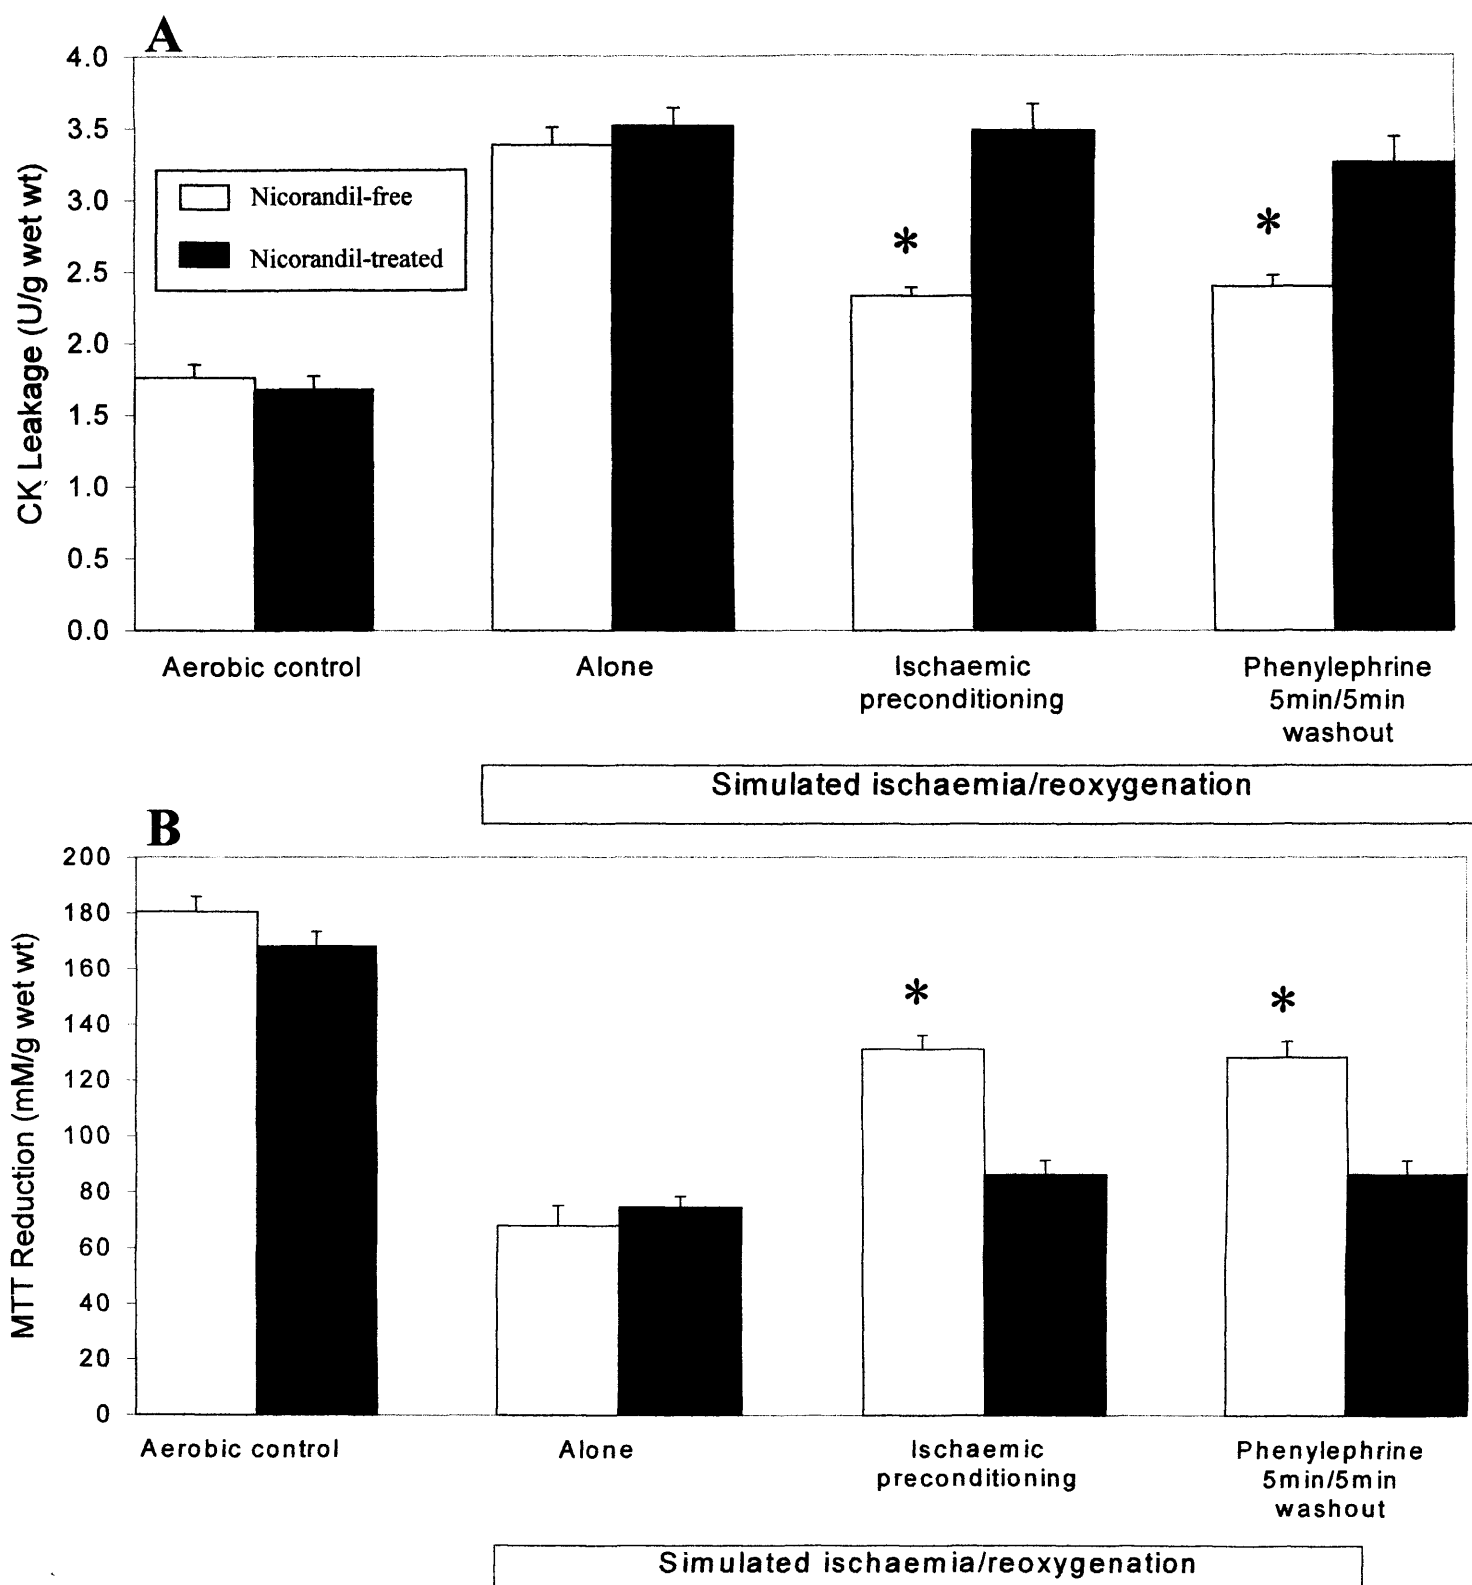 A
4.0
3.5
3.0
2.5
2.0
1.5
1.0
0.5
0.0
CK Leakage (U/g wet wt)
Nicorandil-free
Nicorandil-treated
*
*
Aerobic control
Alone
Ischaemic
preconditioning
Phenylephrine
5min/5min
washout
Simulated ischaemia/reoxygenation
B
200
180
160
140
120
100
80
60
40
20
0
MTT Reduction (mM/g wet wt)
*
*
Aerobic control
Alone
Ischaemic
preconditioning
Phenylephrine
5min/5min
washout
Simulated ischaemia/reoxygenation